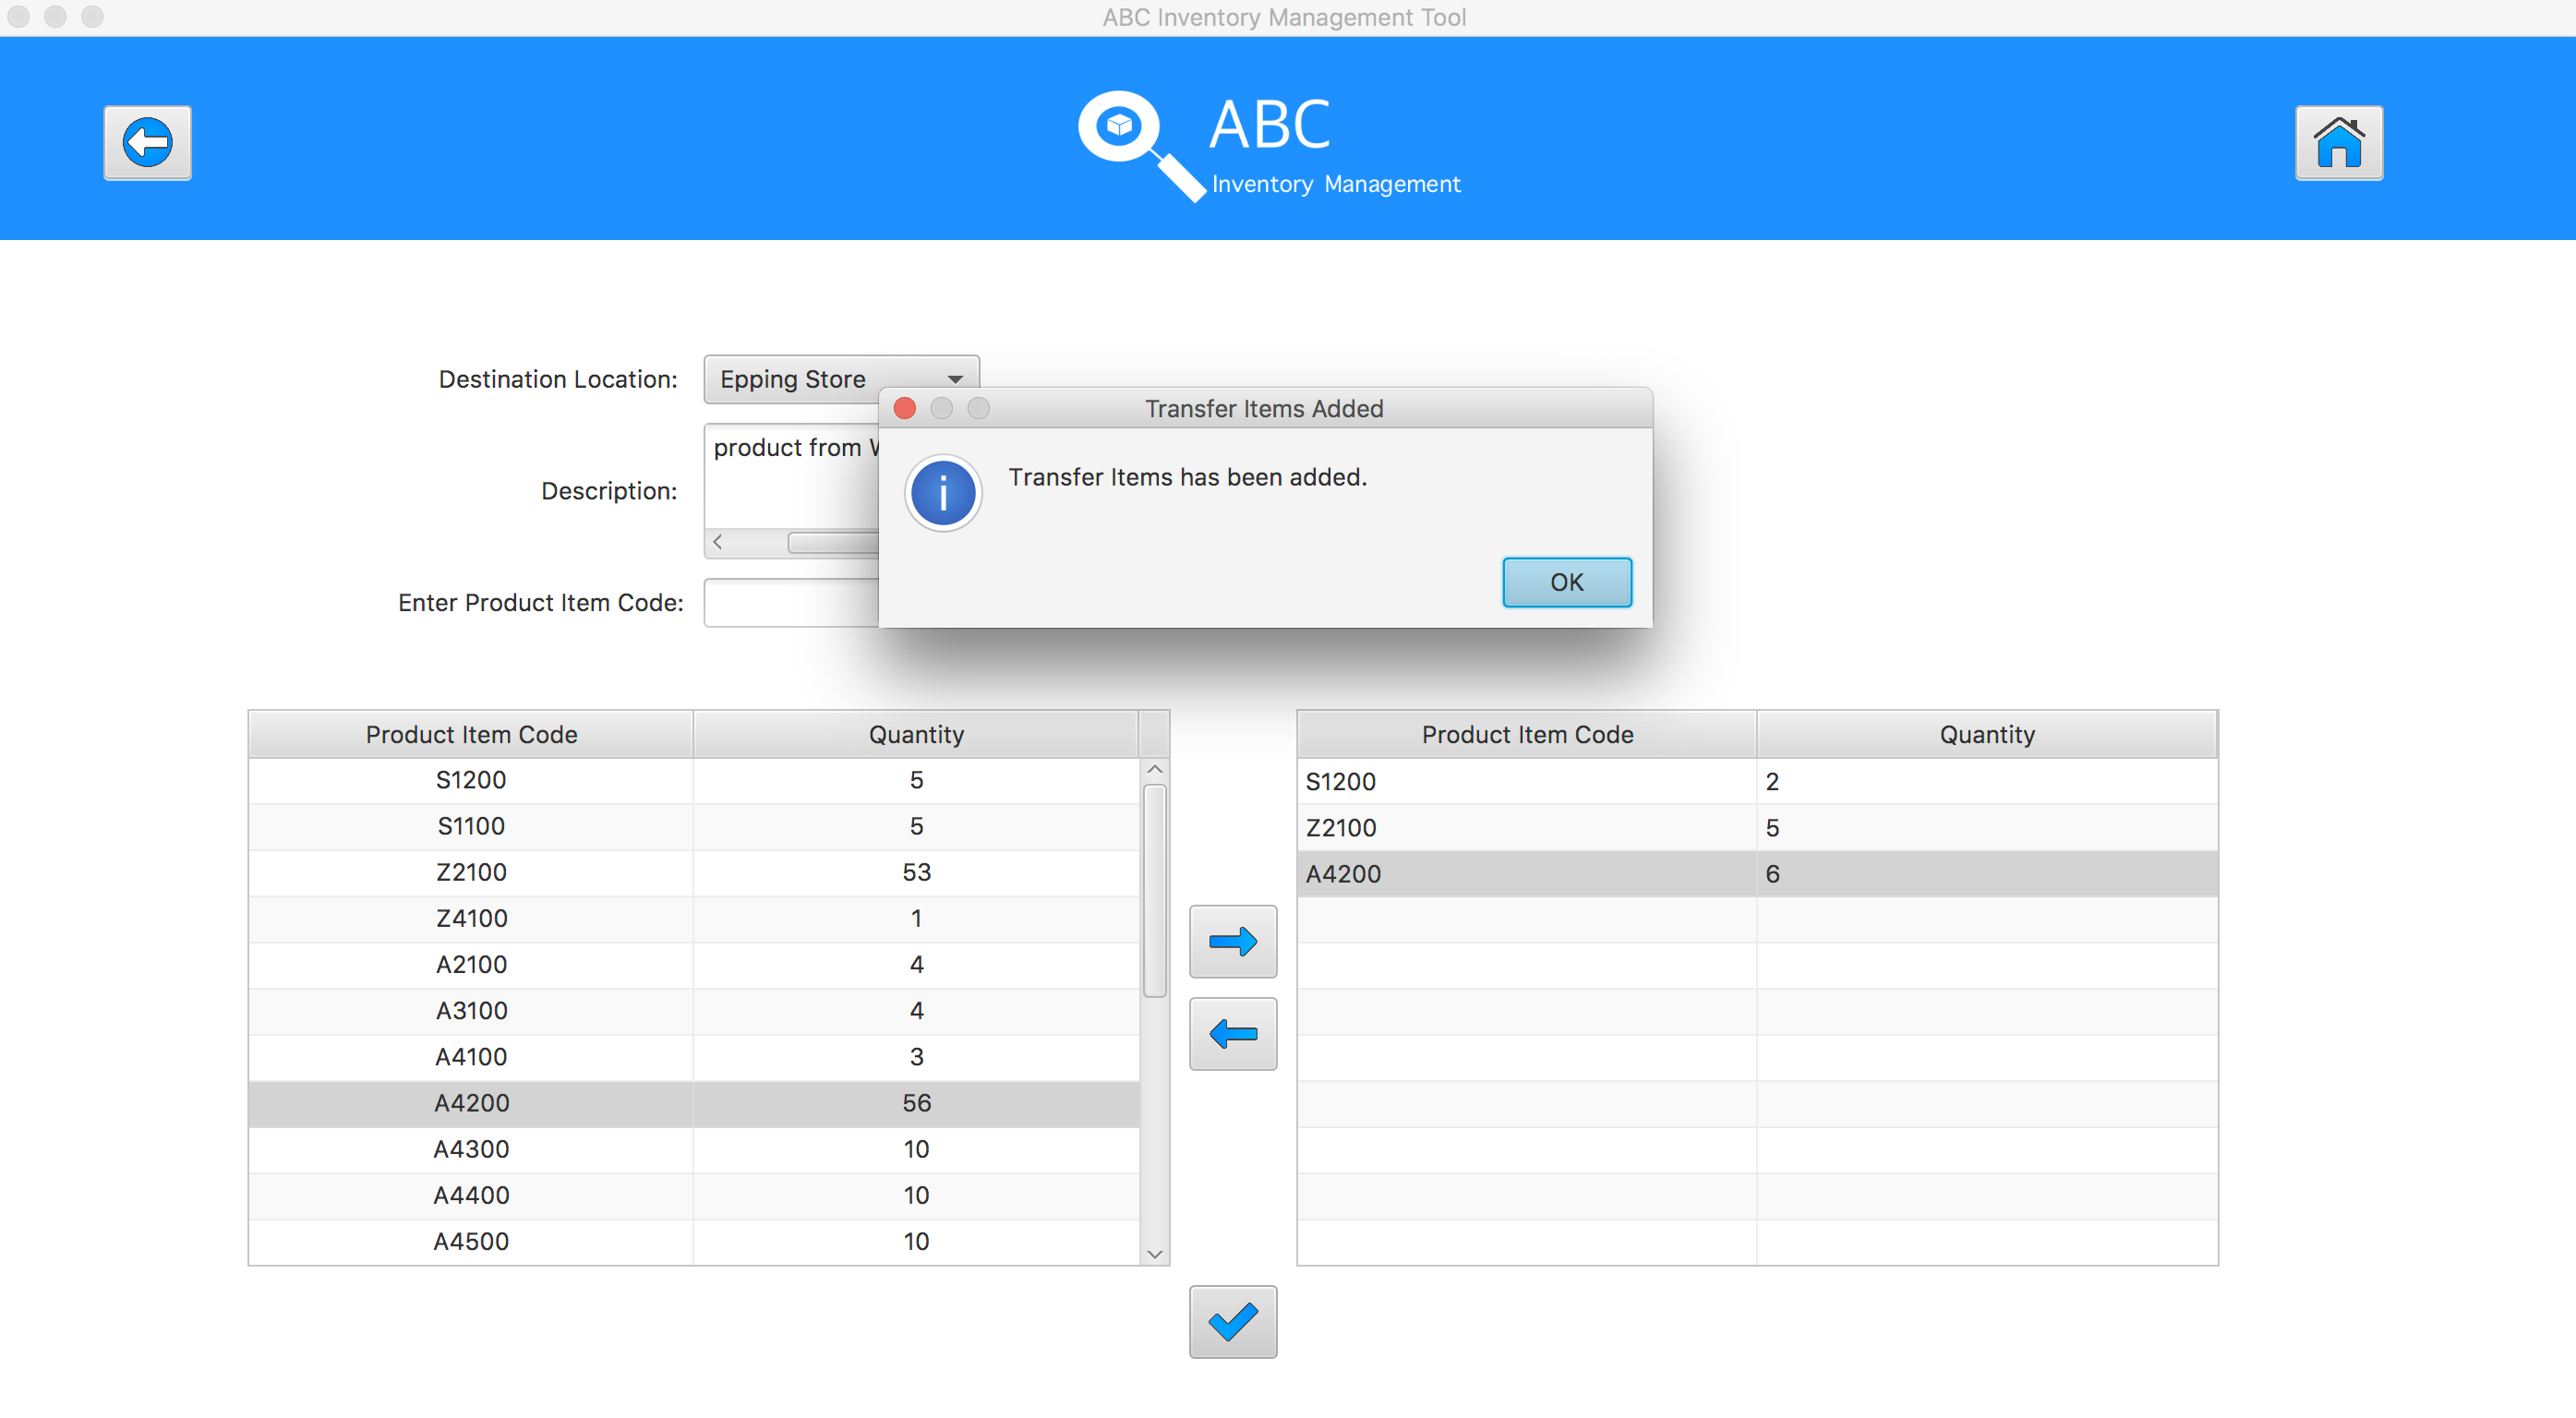 ABC Inventory Management Tool
ABC
Inventory Management
Destination Location: Epping Store
Transfer Items Added
Description: product from
Transfer Items has been added.
OK
Enter Product Item Code:
Product Item Code Quantity
S1200 5
S1100 5
Z2100 53
Z4100 1
A2100 4
A3100 4
A4100 3
A4200 56
A4300 10
A4400 10
A4500 10
Product Item Code Quantity
S1200 2
Z2100 5
A4200 6